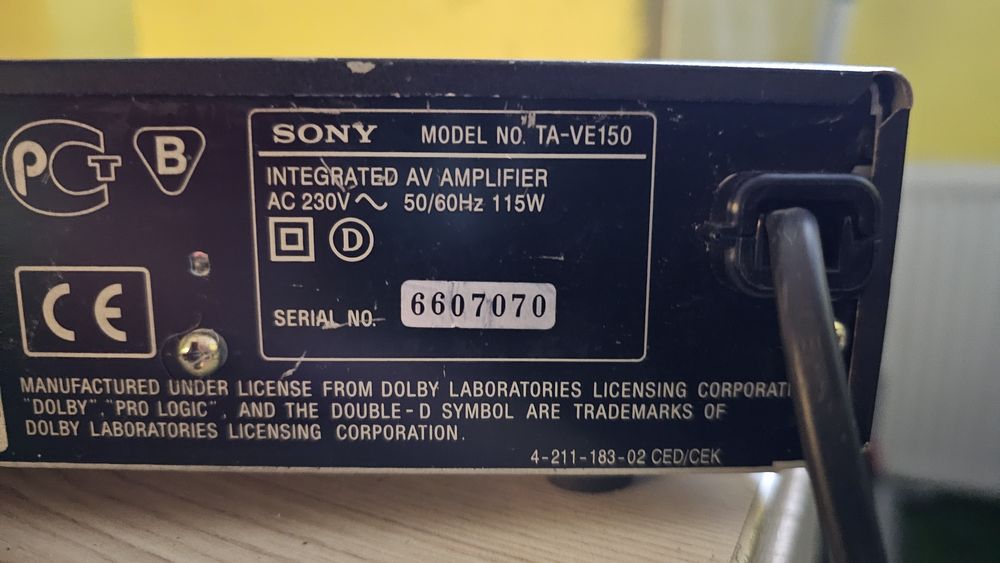 PCT
B
SONY MODEL NO. TA-VE150
INTEGRATED AV AMPLIFIER
AC 230V ~ 50/60Hz 115W
D
SERIAL NO. 6607070
CE
MANUFACTURED UNDER LICENSE FROM DOLBY LABORATORIES LICENSING CORPORATI
"DOLBY", "PRO LOGIC", AND THE DOUBLE-D SYMBOL ARE TRADEMARKS OF
DOLBY LABORATORIES LICENSING CORPORATION.
4-211-183-02 CED/CEK